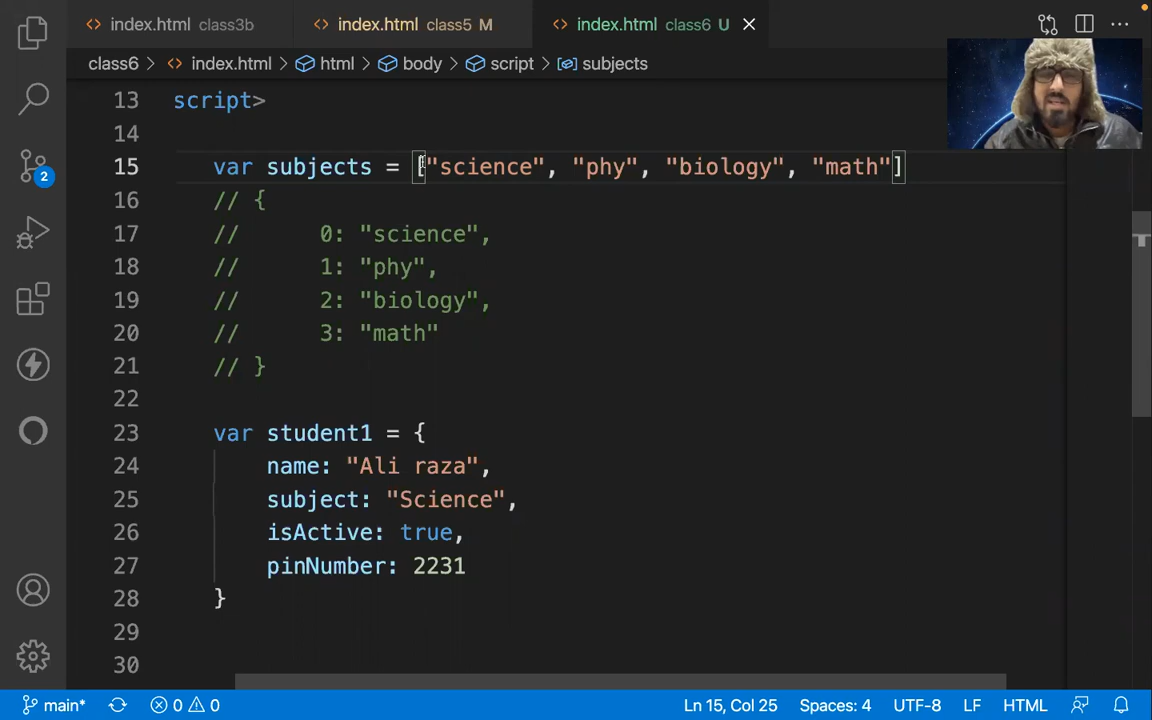 index.html class3b index.html class5 M index.html class6 U
class6 > index.html > html > body > script > subjects
13 script>
14
15 var subjects = ["science", "phy", "biology", "math"]
16 // {
17 // 0: "science",
18 // 1: "phy",
19 // 2: "biology",
20 // 3: "math"
21 // }
22
23 var student1 = {
24 name: "Ali raza",
25 subject: "Science",
26 isActive: true,
27 pinNumber: 2231
28 }
29
30
2
main* 0 0 Ln 15, Col 25 Spaces: 4 UTF-8 LF HTML